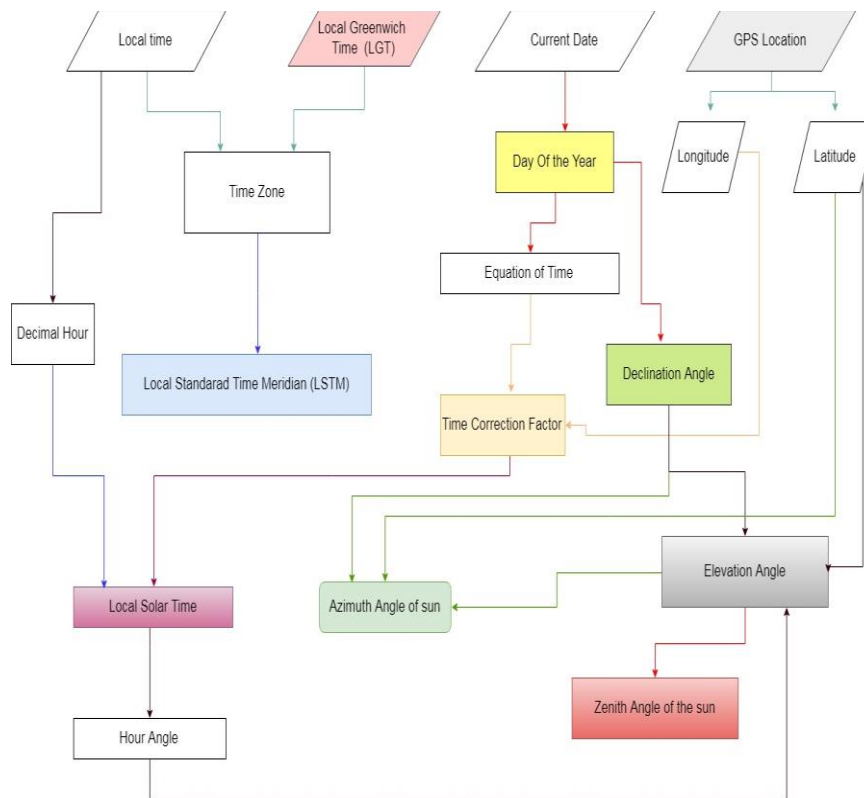 Local time
Local Greenwich
Time (LGT)
Current Date
GPS Location
Day Of the Year
Longitude
Latitude
Time Zone
Equation of Time
Decimal Hour
Local Standarad Time Meridian (LSTM)
Declination Angle
Time Correction Factor
Elevation Angle
Local Solar Time
Azimuth Angle of sun
Zenith Angle of the sun
Hour Angle